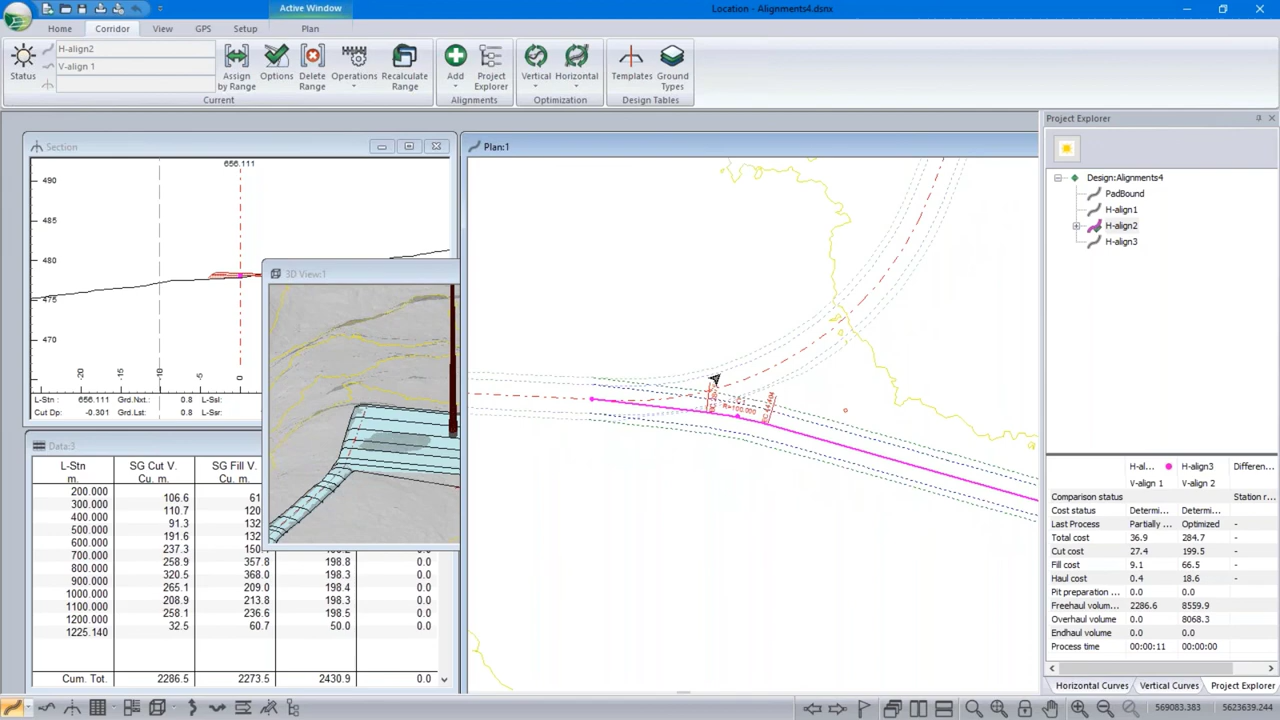 Active Window
Location - Alignments4.dsnx
Home
Corridor
View
GPS
Setup
Plan
Status
H-align2
V-align 1
Assign
by Range
Options
Delete
Range
Operations
Recalculate
Range
Current
Add
Project
Explorer
Alignments
Vertical
Horizontal
Optimization
Templates
Ground
Types
Design Tables
Section
656.111
490
485
480
475
470
-20
-15
-10
-5
0
L-Stn : 656.111 Grd.Nxt.: 0.8 L-Ssl:
Cut Dp: -0.301 Grd.Lst: 0.8 L-Ssr:
3D View:1
Plan:1
R=100.000
Data:3
L-Stn SG Cut V. SG Fill V.
m. Cu. m. Cu. m.
200.000
300.000 106.6 61
400.000 110.7 120
500.000 91.3 132
600.000 191.6 132
700.000 237.3
800.000 258.9 357.8 198.8 0.0
900.000 320.5 368.0 198.3 0.0
1000.000 265.1 209.0 198.4 0.0
1100.000 208.9 213.8 198.3 0.0
1200.000 258.1 236.6 198.5 0.0
1225.140 32.5 60.7 50.0 0.0
Cum. Tot. 2286.5 2273.5 2430.9 0.0
Project Explorer
Design:Alignments4
PadBound
H-align1
H-align2
H-align3
H-al... H-align3 Differen...
V-align 1 V-align 2
Comparison status Station r...
Cost status Determi... Determi...
Last Process Partially ... Optimized -
Total cost 36.9 284.7 -
Cut cost 27.4 199.5 -
Fill cost 9.1 66.5 -
Haul cost 0.4 18.6 -
Pit preparation ... 0.0 0.0
Freehaul volum... 2286.6 8559.9
Overhaul volume 0.0 8068.3
Endhaul volume 0.0 0.0
Process time 00:00:11 00:00:00
Horizontal Curves
Vertical Curves
Project Explorer
569083.383 5623639.244